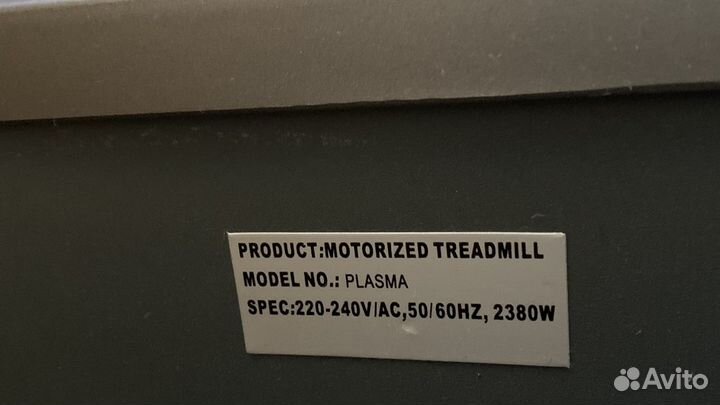 PRODUCT:MOTORIZED TREADMILL
MODEL NO.: PLASMA
SPEC:220-240V/AC,50/60HZ, 2380W
Avito